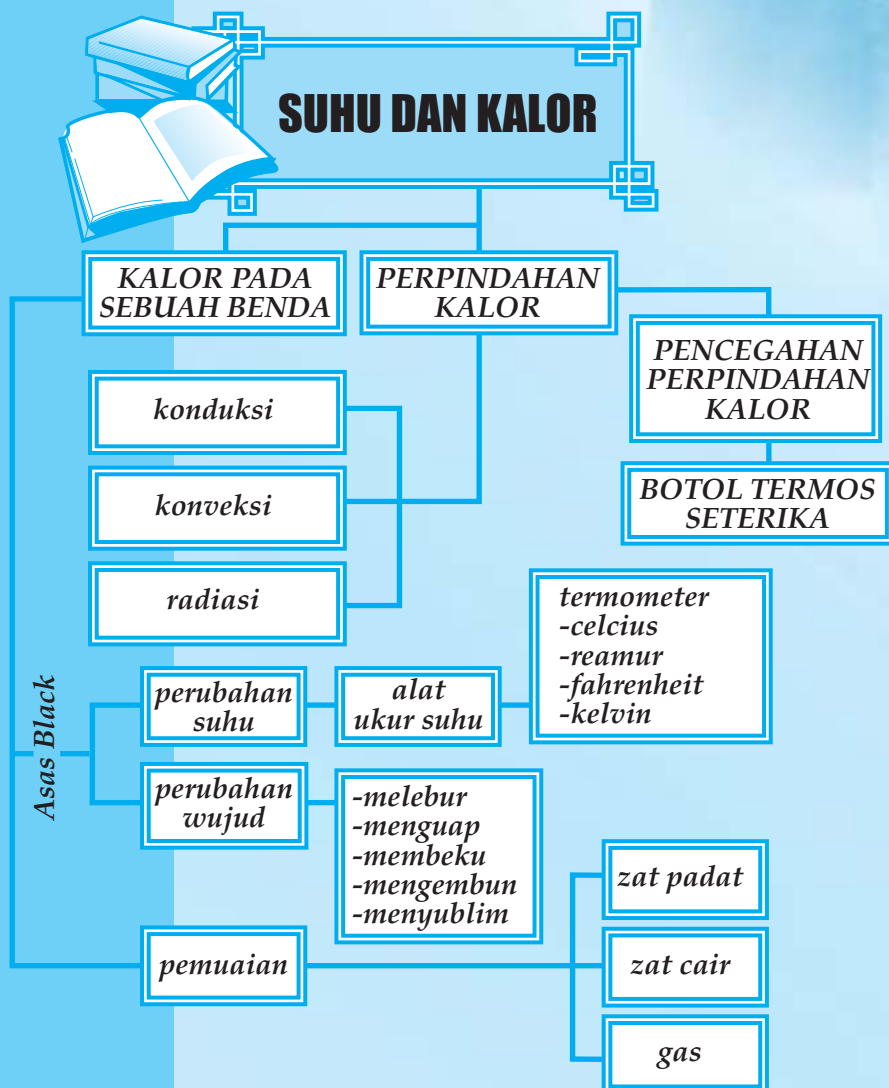 SUHU DAN KALOR
KALOR PADA
SEBUAH BENDA
PERPINDAHAN
KALOR
PENCEGAHAN
PERPINDAHAN
KALOR
BOTOL TERMOS
SETERIKA
konduksi
konveksi
radiasi
Asas Black
perubahan
suhu
alat
ukur suhu
termometer
-celcius
-reamur
-fahrenheit
-kelvin
perubahan
wujud
-melebur
-menguap
-membeku
-mengembun
-menyublim
pemuaian
zat padat
zat cair
gas